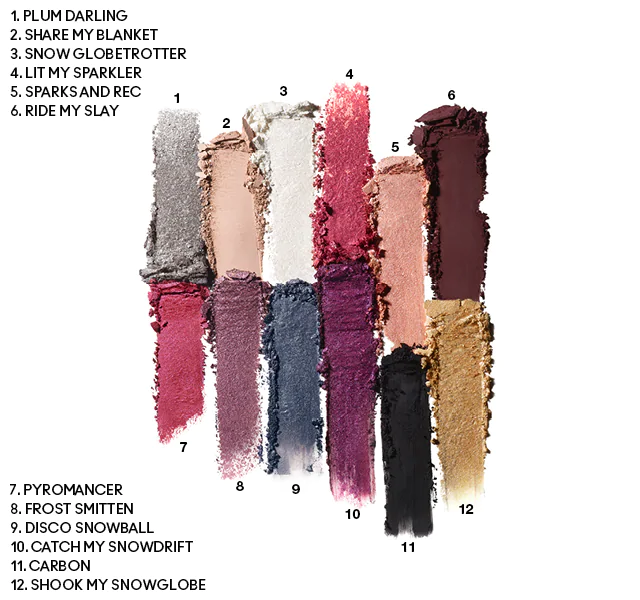 1. PLUM DARLING
2. SHARE MY BLANKET
3. SNOW GLOBETROTTER
4. LIT MY SPARKLER
5. SPARKS AND REC
6. RIDE MY SLAY
1
2
3
4
5
6
7
8
9
10
11
12
7. PYROMANCER
8. FROST SMITTEN
9. DISCO SNOWBALL
10. CATCH MY SNOWDRIFT
11. CARBON
12. SHOOK MY SNOWGLOBE